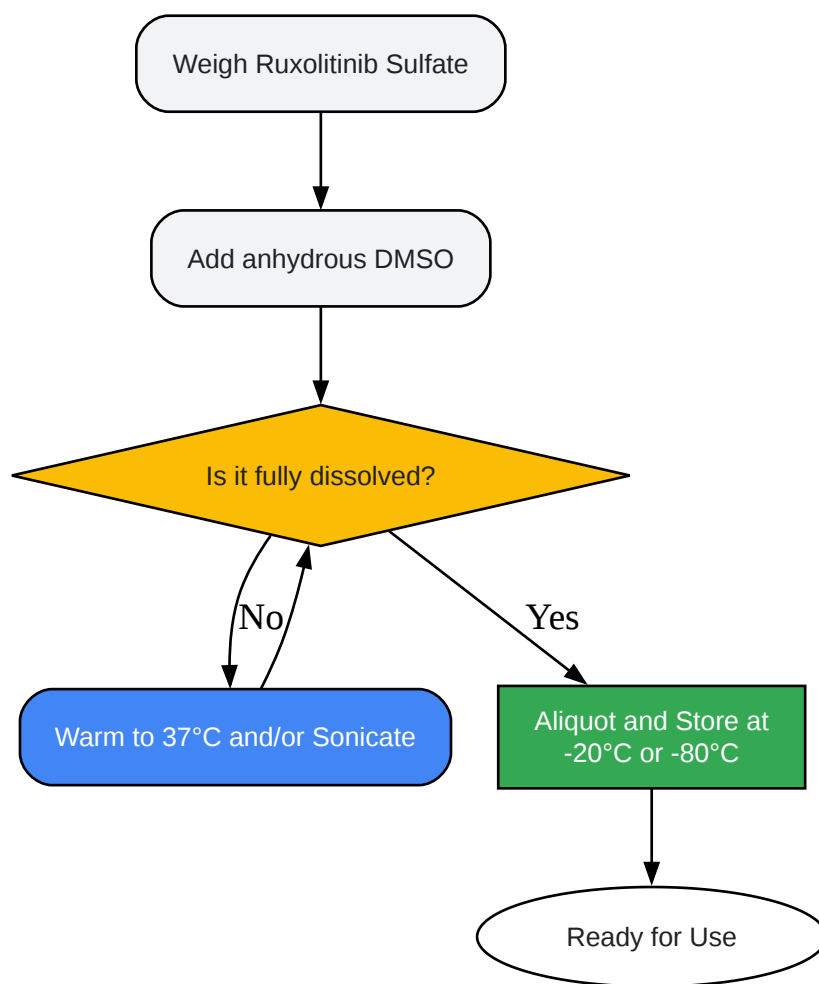 Weigh Ruxolitinib Sulfate
Add anhydrous DMSO
Is it fully dissolved?
No
Yes
Warm to 37°C and/or Sonicate
Aliquot and Store at
-20°C or -80°C
Ready for Use